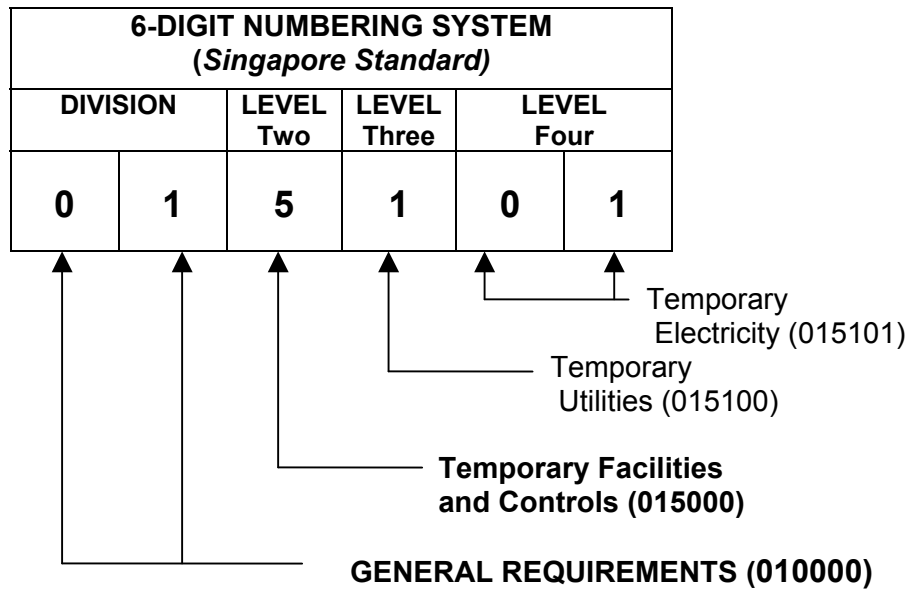 6-DIGIT NUMBERING SYSTEM
(Singapore Standard)
DIVISION LEVEL Two LEVEL Three LEVEL Four
0 1 5 1 0 1
Temporary
Electricity (015101)
Temporary
Utilities (015100)
Temporary Facilities
and Controls (015000)
GENERAL REQUIREMENTS (010000)